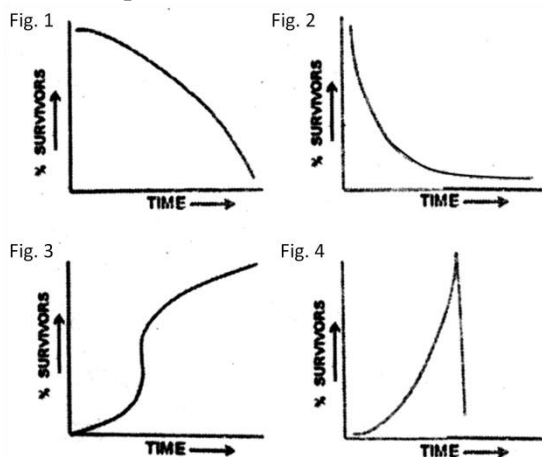 Fig. 1
% SURVIVORS
TIME
Fig. 2
% SURVIVORS
TIME
Fig. 3
% SURVIVORS
TIME
Fig. 4
% SURVIVORS
TIME